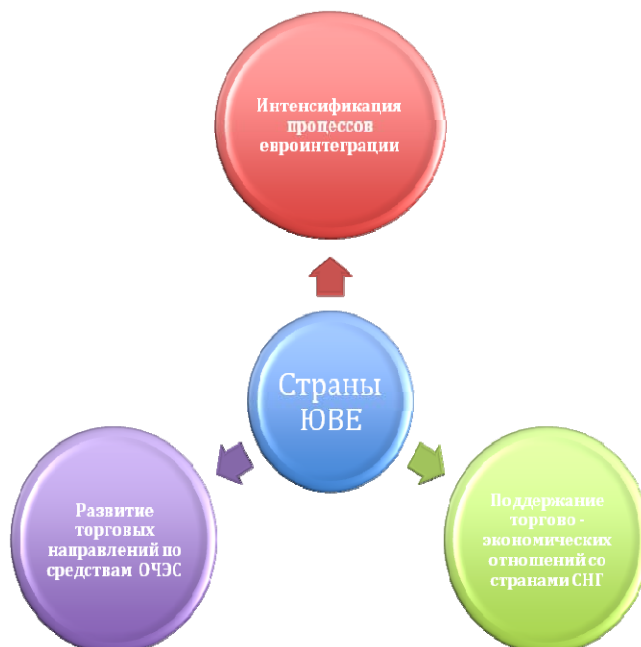 Интенсификация
процессов
евроинтеграции
Страны
ЮВЕ
Развитие
торговых
направлений по
средствам ОЧЭС
Поддержание
торгово -
экономических
отношений со
странами СНГ